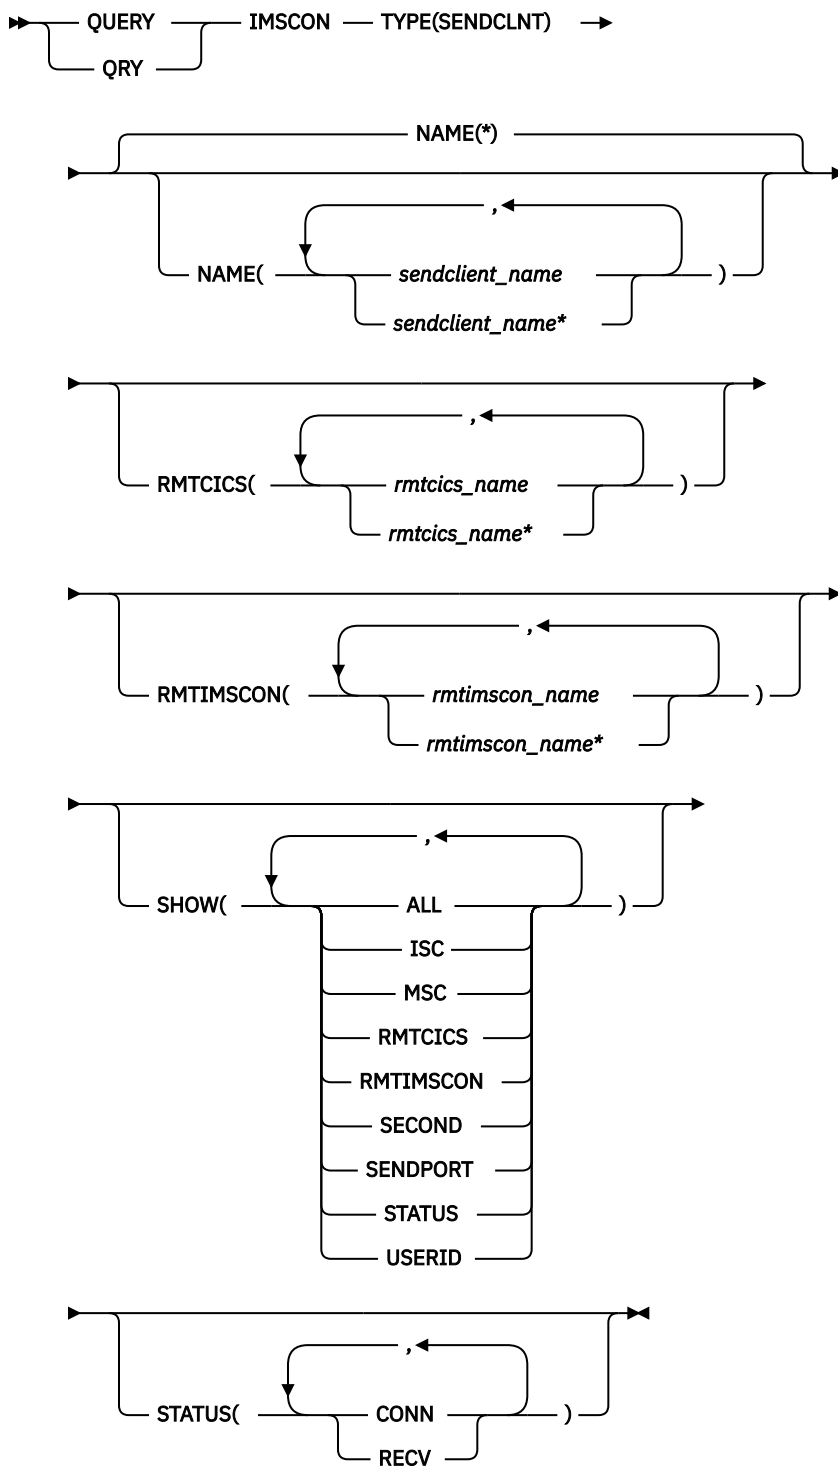 QUERY IMSCON TYPE(SENDCLNT)
QRY
NAME(*)
,
NAME( sendclient_name )
sendclient_name*
,
RMTCICS( rmtcics_name )
rmtcics_name*
,
RMTIMSCON( rmtimscon_name )
rmtimscon_name*
,
SHOW( ALL )
ISC
MSC
RMTCICS
RMTIMSCON
SECOND
SENDPORT
STATUS
USERID
,
STATUS( CONN )
RECV